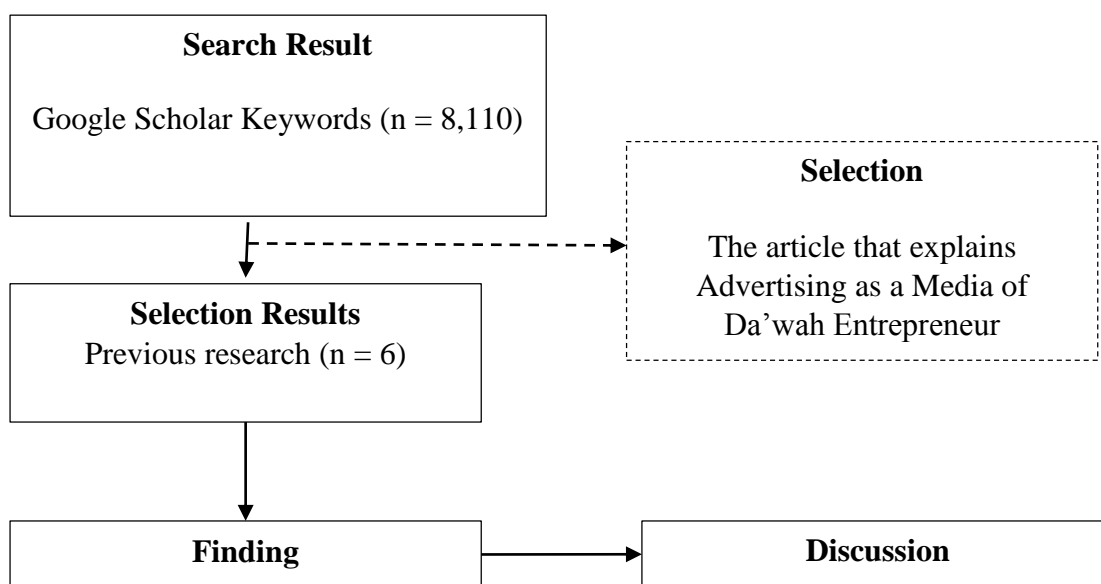 Search Result
Google Scholar Keywords (n = 8,110)
Selection
The article that explains
Advertising as a Media of
Da’wah Entrepreneur
Selection Results
Previous research (n = 6)
Finding
Discussion